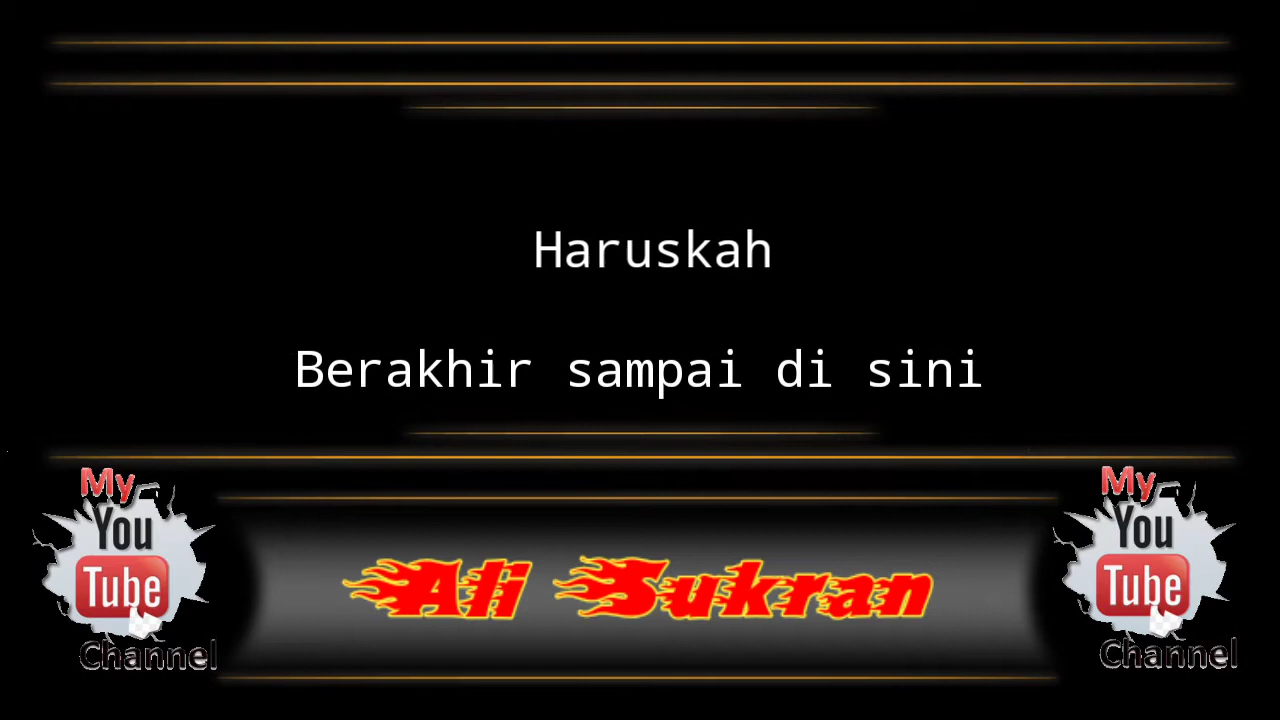 Haruskah
Berakhir sampai di sini
My
You
Tube
Channel
Ali Sukran
My
You
Tube
Channel